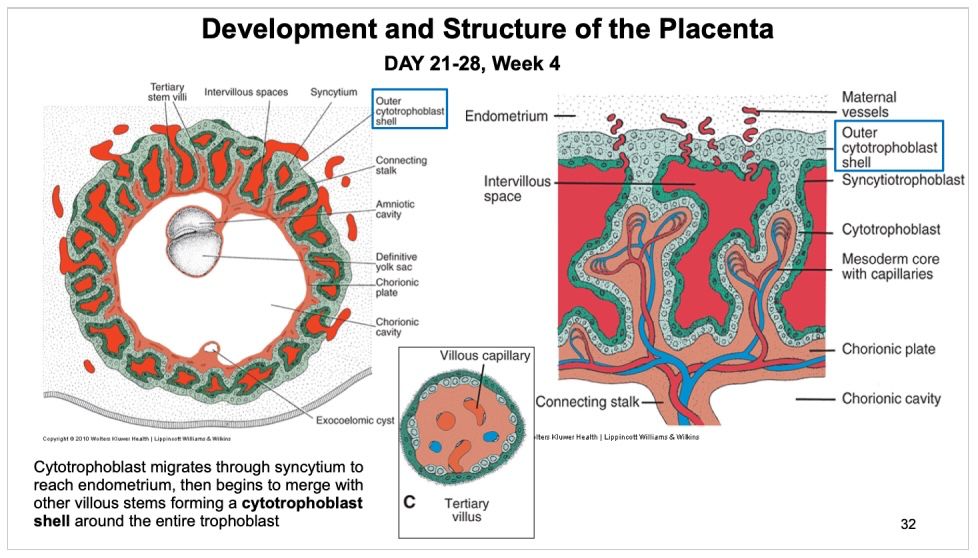 Development and Structure of the Placenta
DAY 21-28, Week 4
Tertiary
stem villi
Intervillous spaces
Syncytium
Outer
cytotrophoblast
shell
Connecting
stalk
Amniotic
cavity
Definitive
yolk sac
Chorionic
plate
Chorionic
cavity
Exocoelomic cyst
Copyright © 2010 Wolters Kluwer Health | Lippincott Williams & Wilkins
Endometrium
Maternal
vessels
Outer
cytotrophoblast
shell
Intervillous
space
Syncytiotrophoblast
Cytotrophoblast
Mesoderm core
with capillaries
Chorionic plate
Connecting stalk
Chorionic cavity
olters Kluwer Health | Lippincott Williams & Wilkins
Villous capillary
C
Tertiary
villus
Cytotrophoblast migrates through syncytium to
reach endometrium, then begins to merge with
other villous stems forming a cytotrophoblast
shell around the entire trophoblast
32